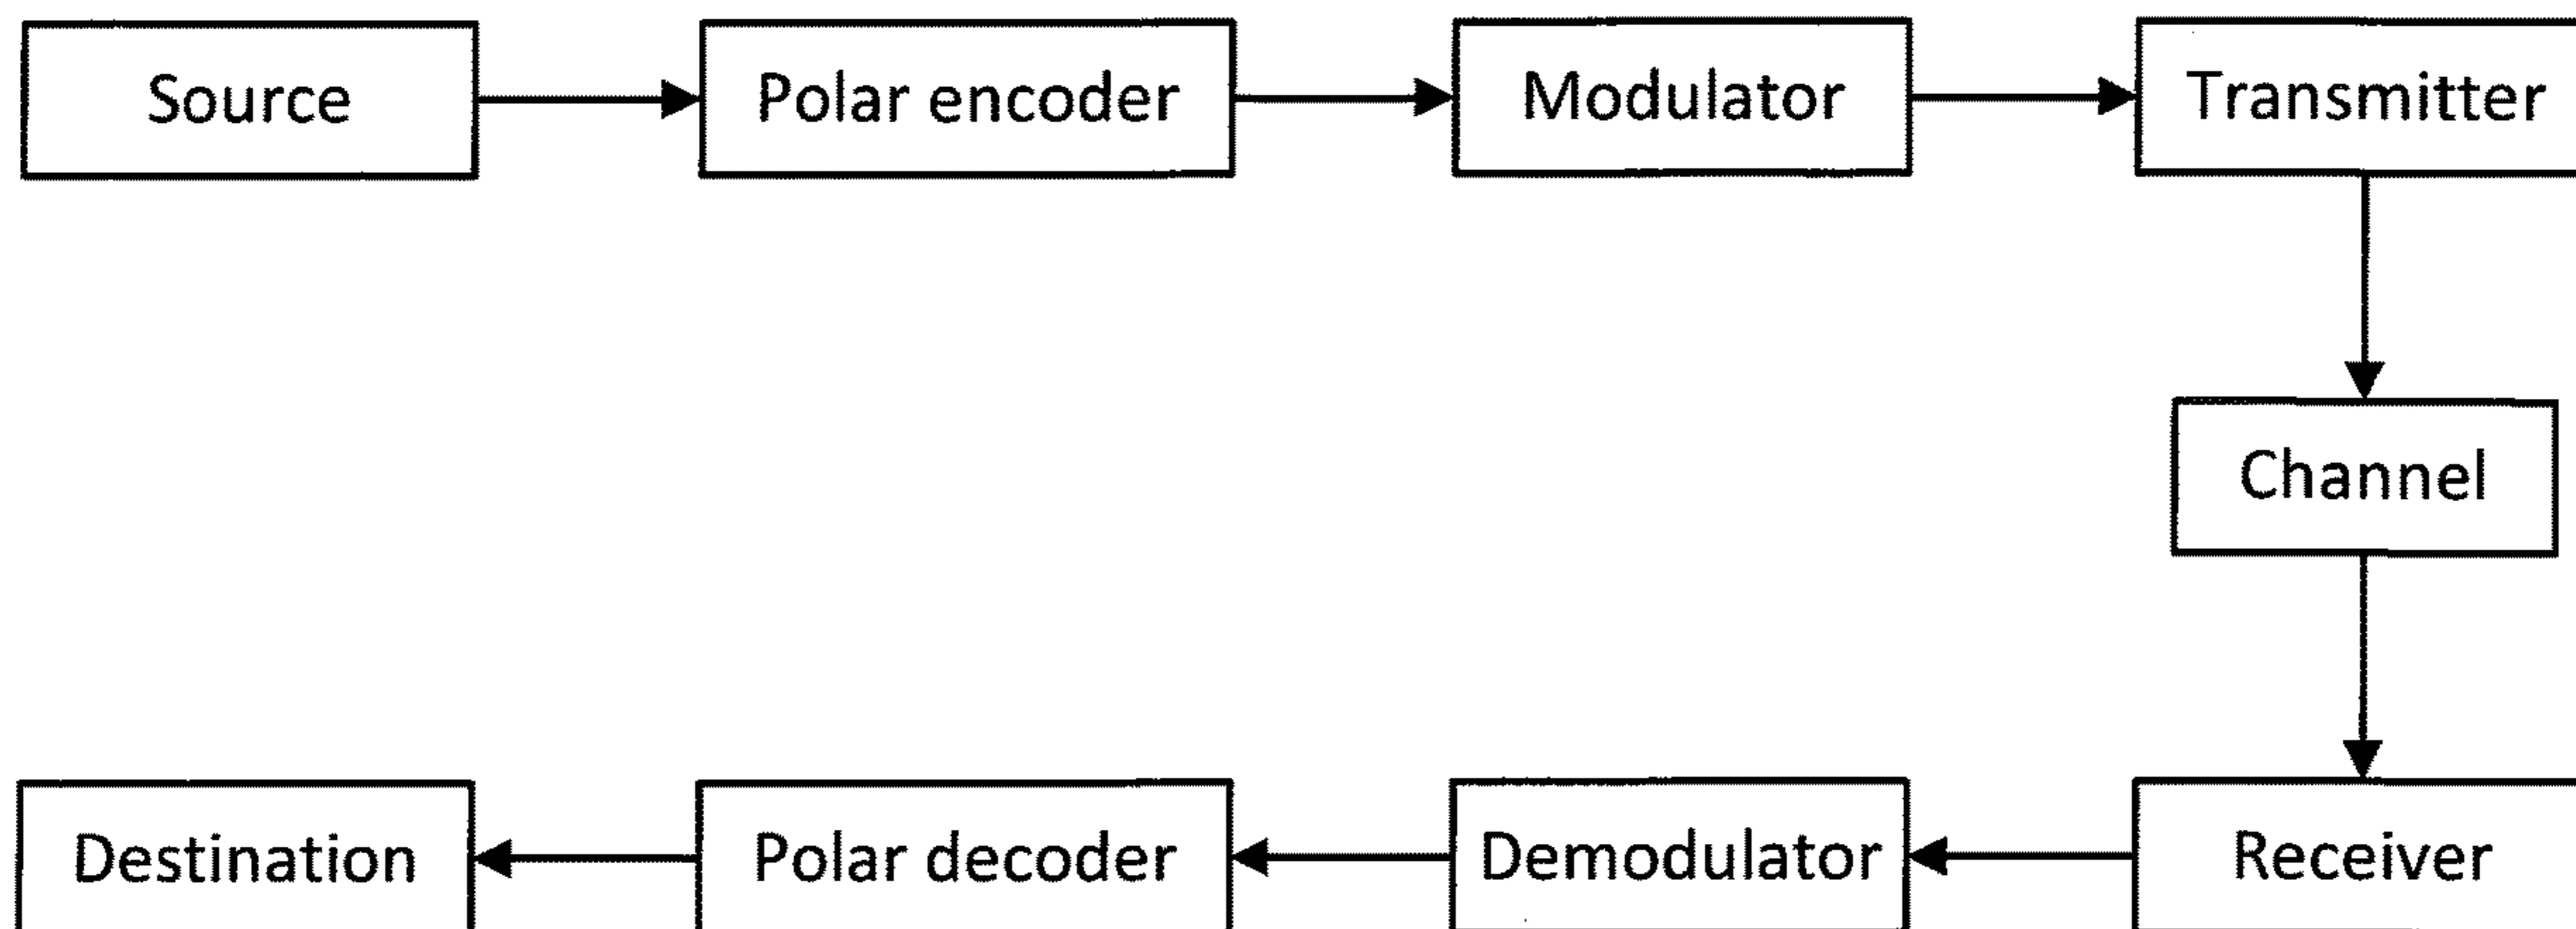 Source
Polar encoder
Modulator
Transmitter
Channel
Destination
Polar decoder
Demodulator
Receiver